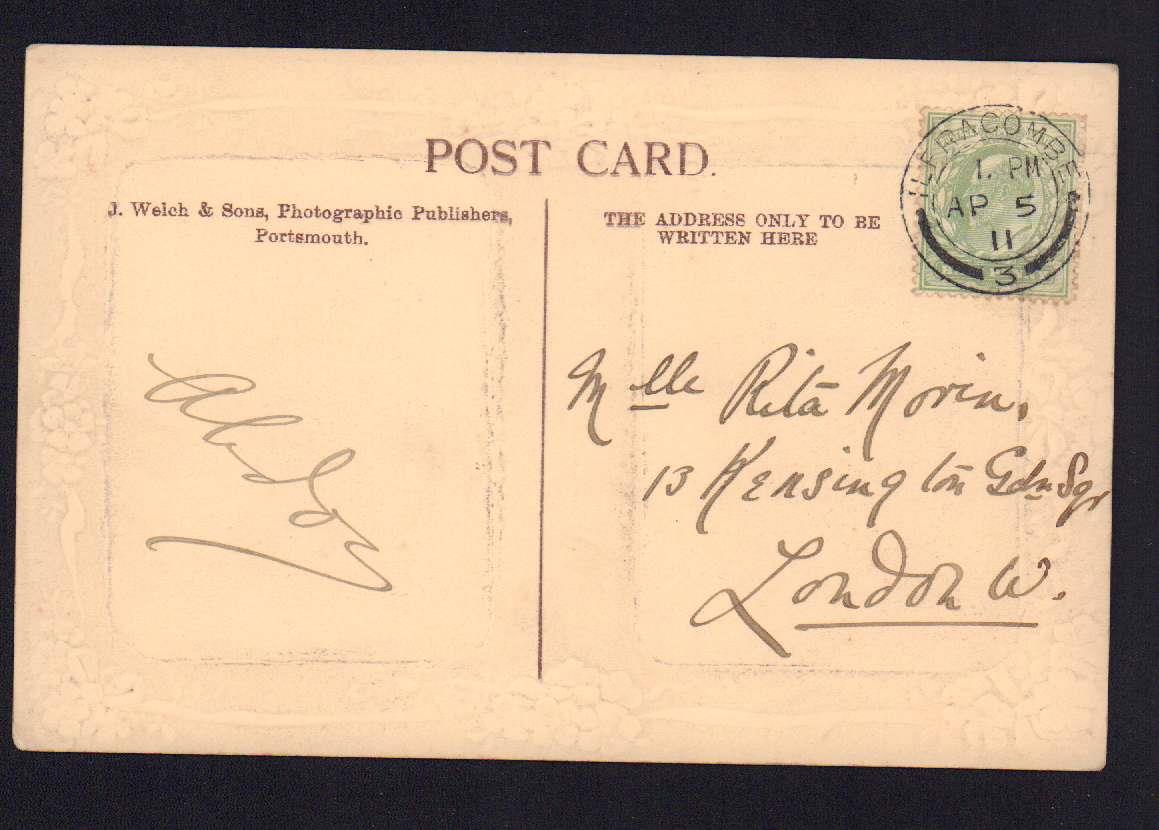 POST CARD.
J. Welch & Sons, Photographic Publishers,
Portsmouth.
THE ADDRESS ONLY TO BE
WRITTEN HERE
ILFRACOMBE
1. PM
AP 5
11
3
Mlle Rita Morin,
13 Kensington Gdn Sqr
London W.